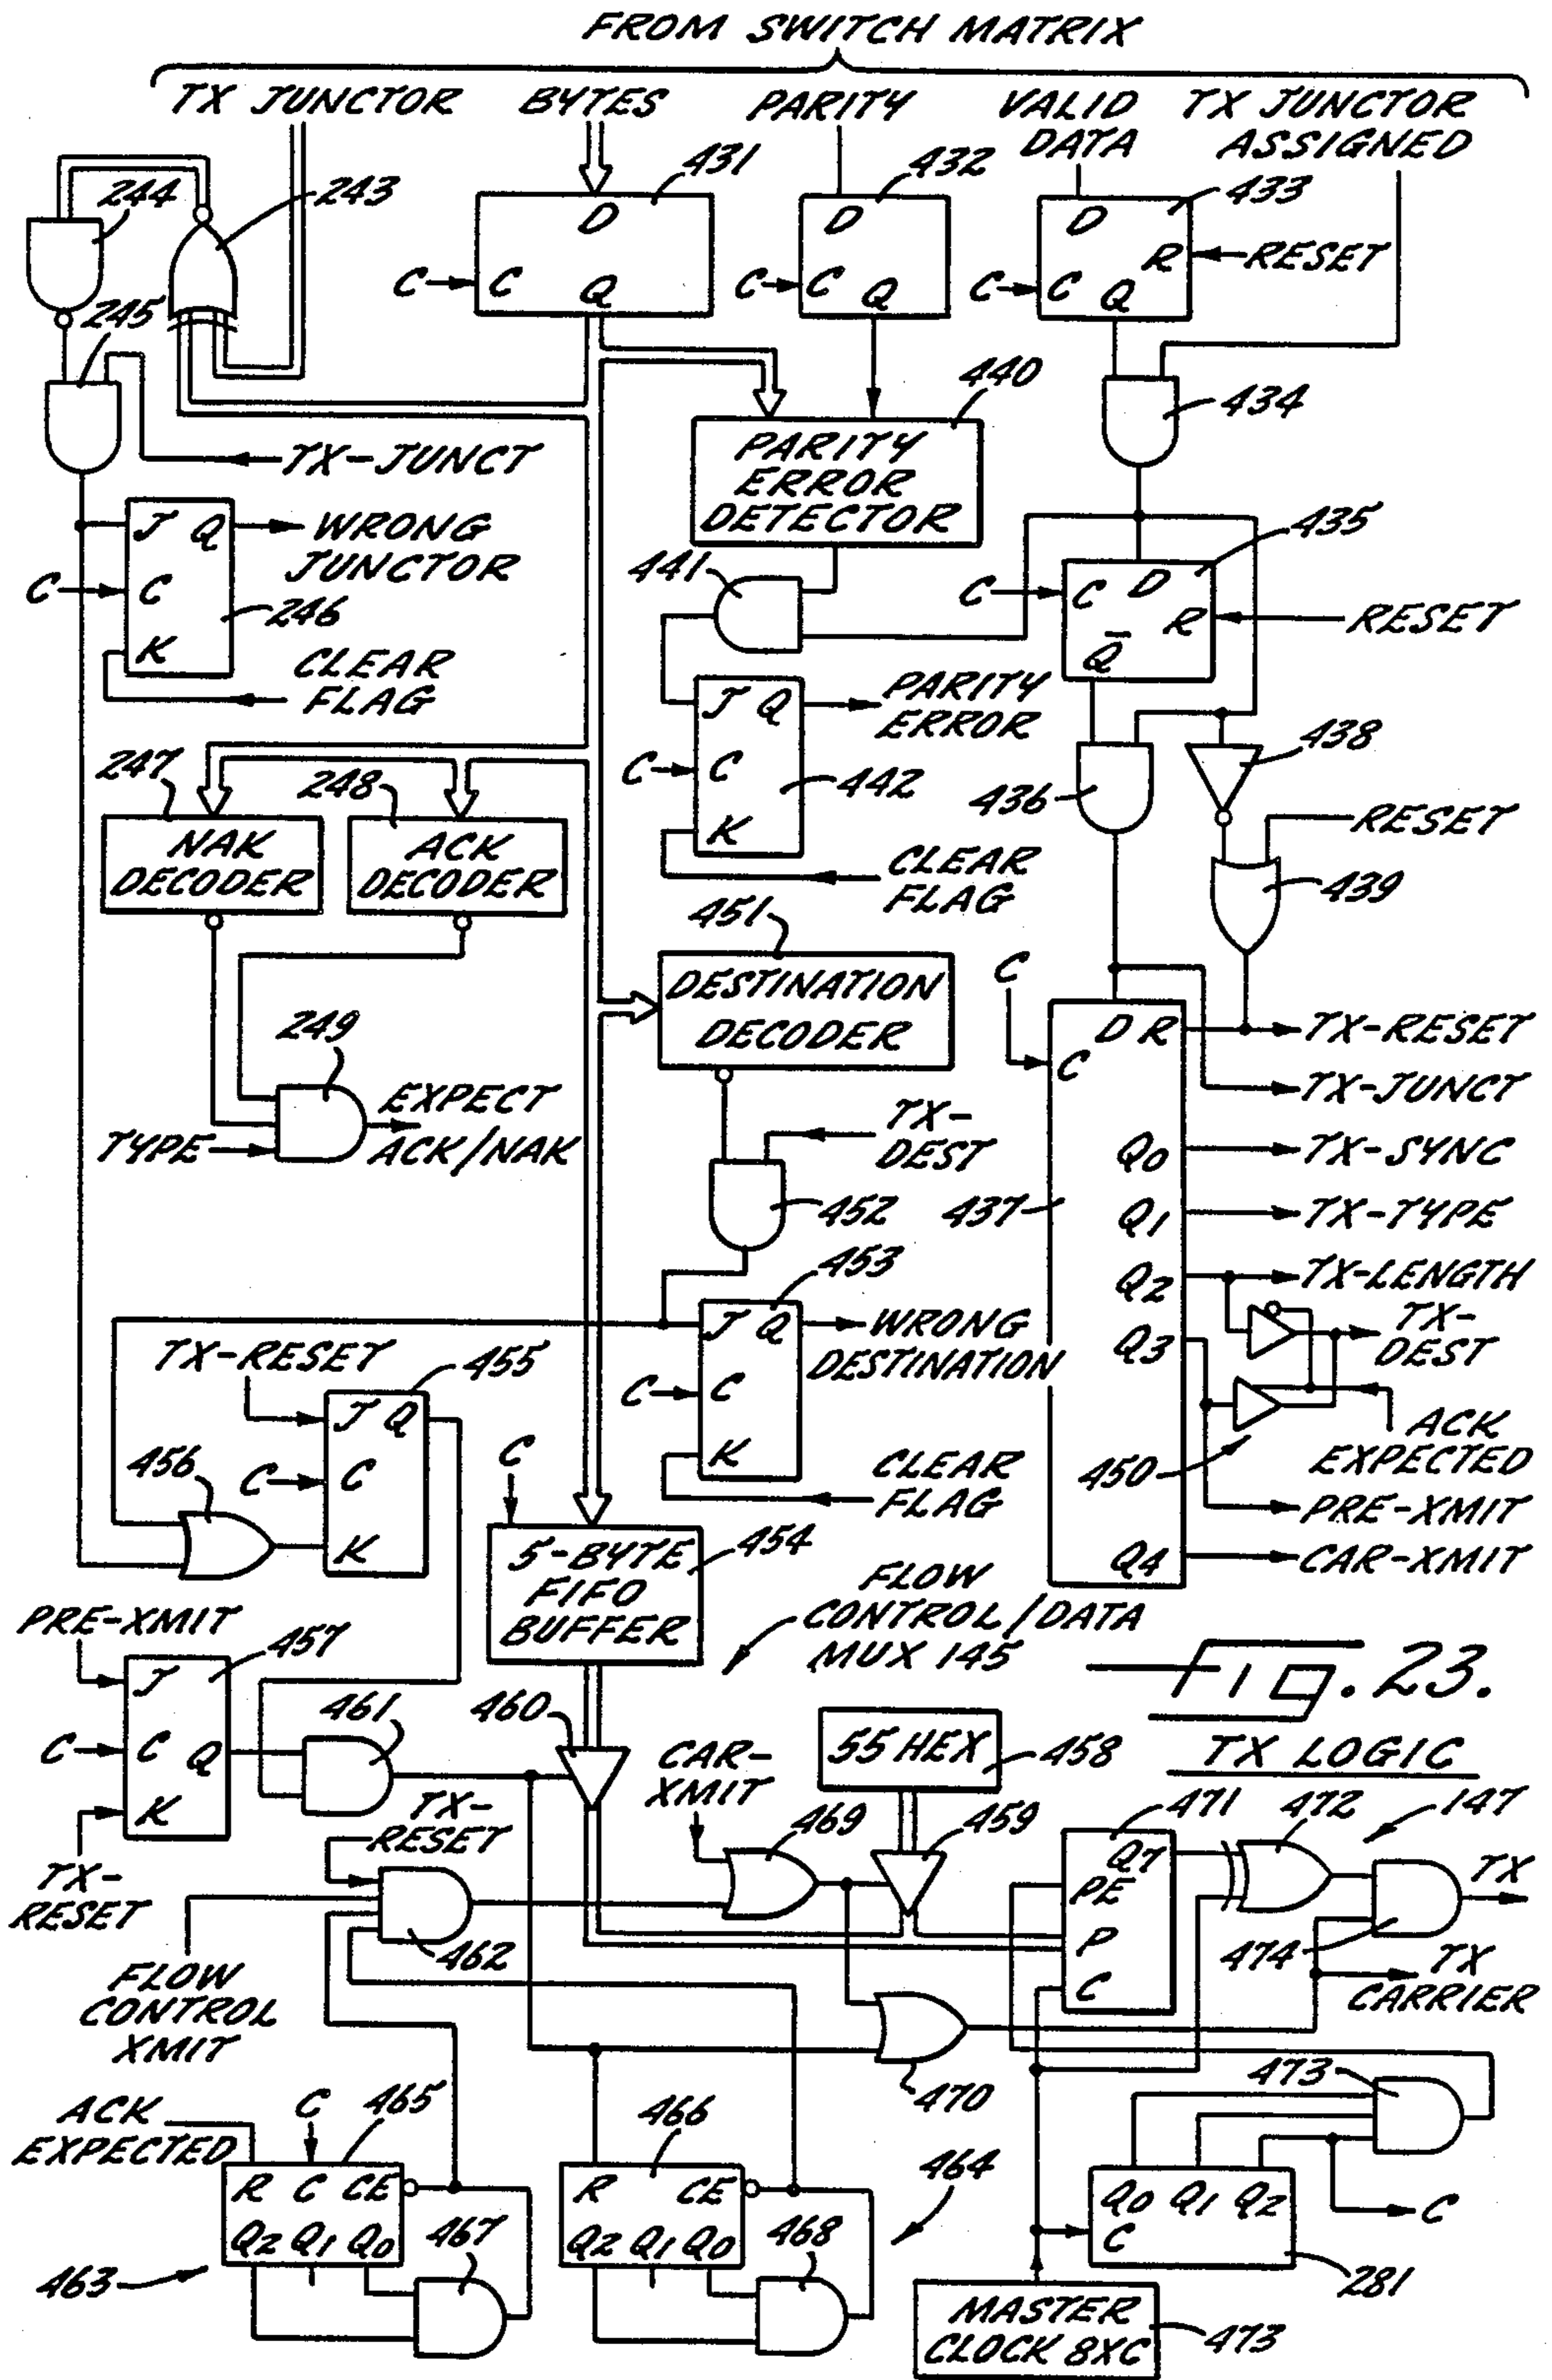 FROM SWITCH MATRIX
TX JUNCTOR
BYTES
PARITY
VALID
DATA
TX JUNCTOR
ASSIGNED
244
243
431
432
433
D
C
C
Q
D
C
C
Q
D
R
RESET
C
C
Q
245
434
440
TX-JUNCT
PARITY
ERROR
DETECTOR
J Q
WRONG
JUNCTOR
C
C
246
K
CLEAR
FLAG
441
435
C
C
D
R
RESET
Q
J Q
PARITY
ERROR
C
C
442
K
CLEAR
FLAG
436
438
RESET
439
247
248
NAK
DECODER
ACK
DECODER
451
DESTINATION
DECODER
249
EXPECT
ACK/NAK
TYPE
TX-
DEST
452
C
D R
TX-RESET
C
TX-JUNCT
Q0
TX-SYNC
437
Q1
TX-TYPE
Q2
TX-LENGTH
TX-
DEST
Q3
450
ACK
EXPECTED
PRE-XMIT
Q4
CAR-XMIT
453
J Q
WRONG
DESTINATION
C
C
K
CLEAR
FLAG
TX-RESET
455
J Q
456
C
C
K
C
5-BYTE
FIFO
BUFFER
454
FLOW
CONTROL/DATA
MUX 145
PRE-XMIT
457
J
C
C
Q
K
TX-
RESET
461
460
CAR-
XMIT
55 HEX
458
FIG. 23.
TX LOGIC
TX-
RESET
469
459
471
472
147
Q7
PE
P
C
TX
474
TX
CARRIER
462
FLOW
CONTROL
XMIT
470
473
ACK
EXPECTED
C
465
R C CE
Q2 Q1 Q0
467
463
466
R CE
Q2 Q1 Q0
468
464
Q0 Q1 Q2
C
C
281
MASTER
CLOCK 8XC
473